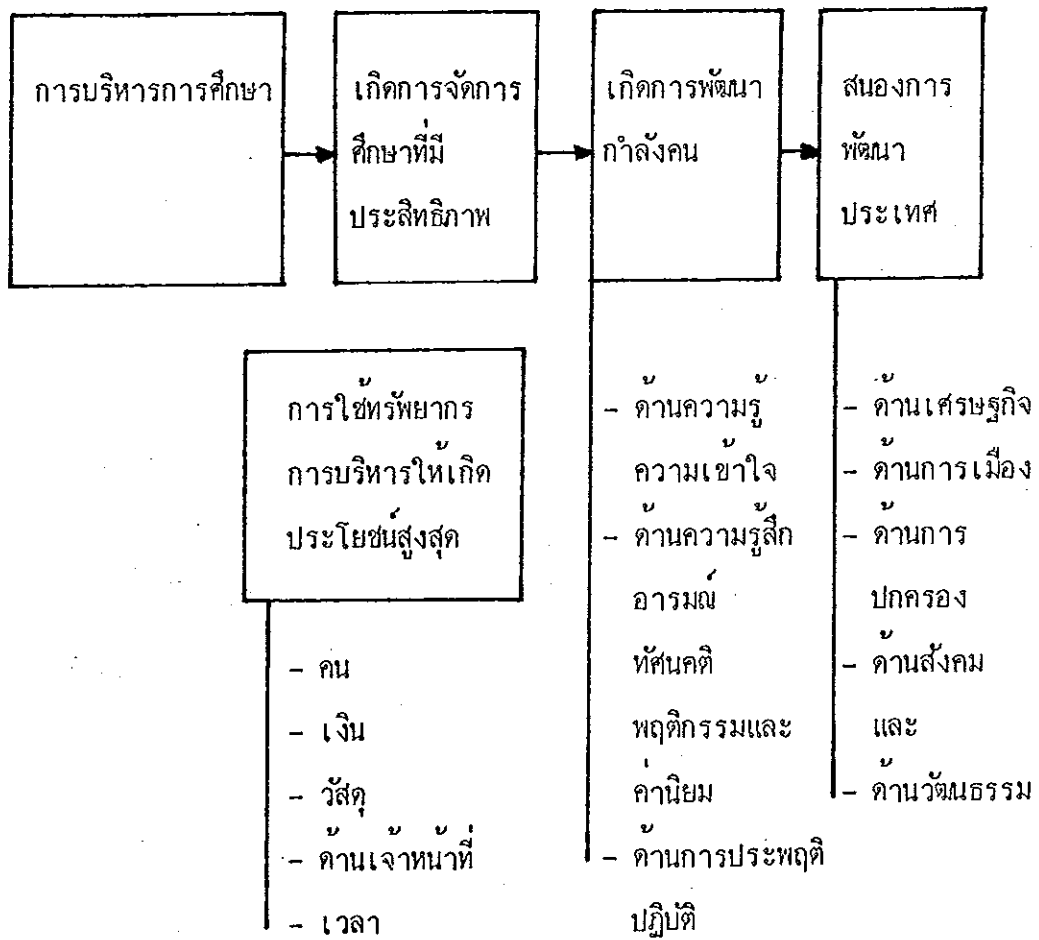 การบริหารการศึกษา
เกิดการจัดการ
ศึกษาที่มี
ประสิทธิภาพ
เกิดการพัฒนา
กำลังคน
สนองการ
พัฒนา
ประเทศ
การใช้ทรัพยากร
การบริหารให้เกิด
ประโยชน์สูงสุด
- คน
- เงิน
- วัสดุ
- ด้านเจ้าหน้าที่
- เวลา
- ด้านความรู้
ความเข้าใจ
- ด้านความรู้สึก
อารมณ์
ทัศนคติ
พฤติกรรมและ
ค่านิยม
- ด้านการประพฤติ
ปฏิบัติ
- ด้านเศรษฐกิจ
- ด้านการเมือง
- ด้านการ
ปกครอง
- ด้านสังคม
และ
- ด้านวัฒนธรรม